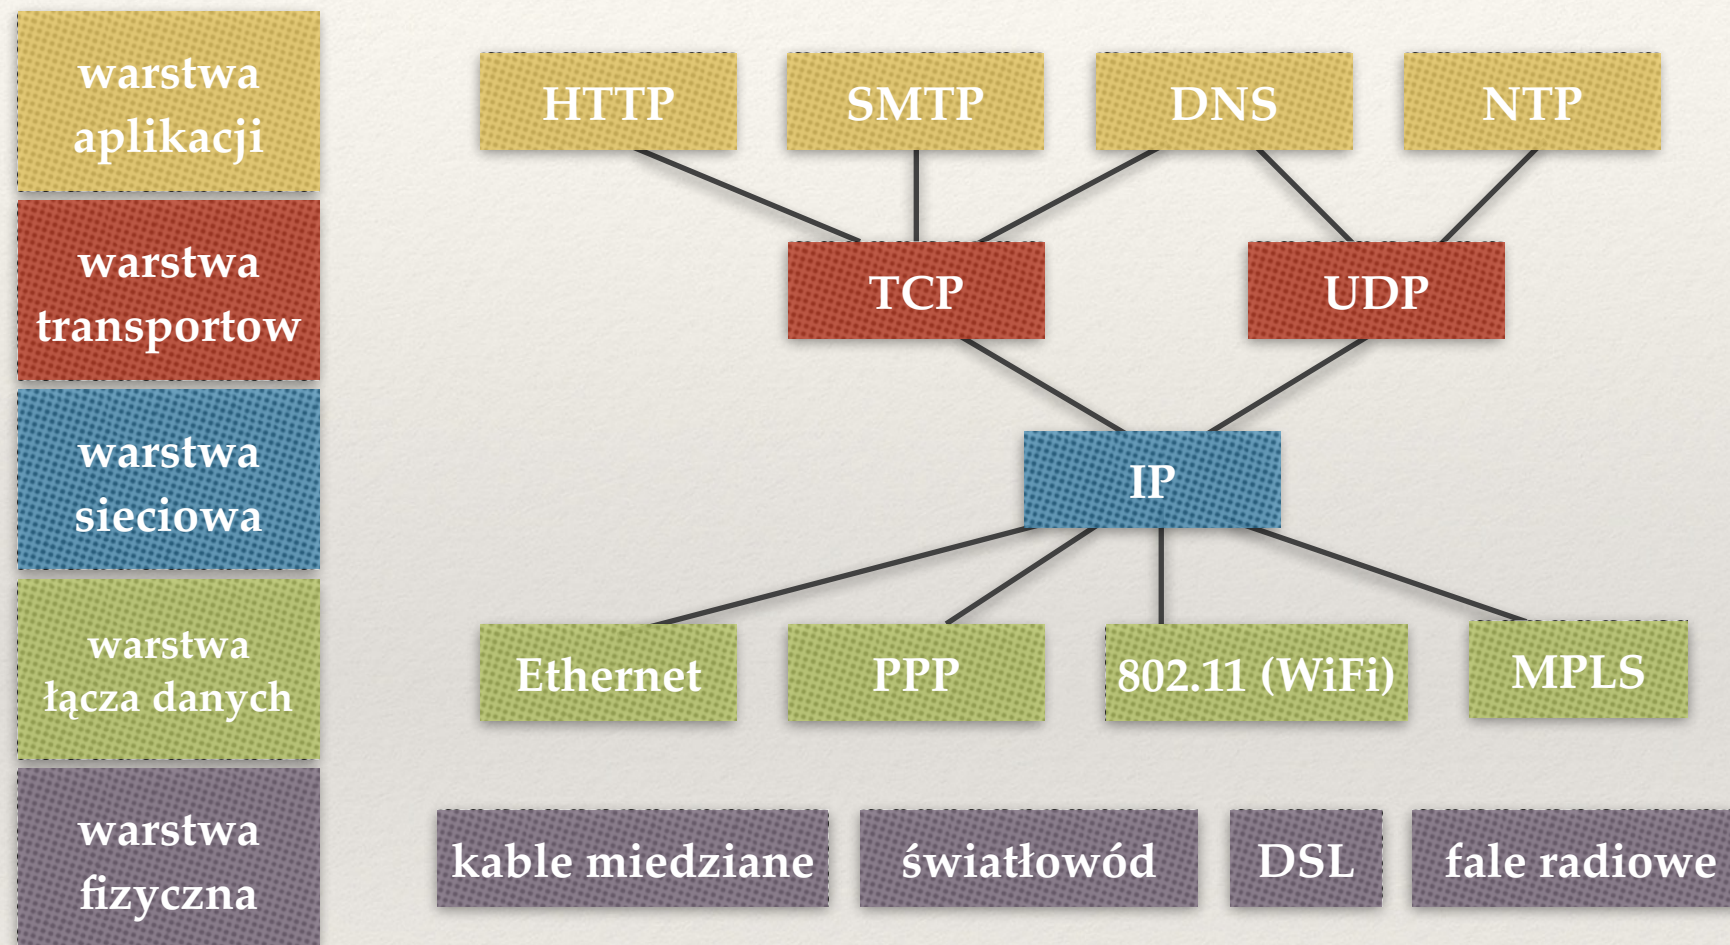 warstwa
aplikacji
HTTP
SMTP
DNS
NTP
warstwa
transportow
TCP
UDP
warstwa
sieciowa
IP
warstwa
łącza danych
Ethernet
PPP
802.11 (WiFi)
MPLS
warstwa
fizyczna
kable miedziane
światłowód
DSL
fale radiowe